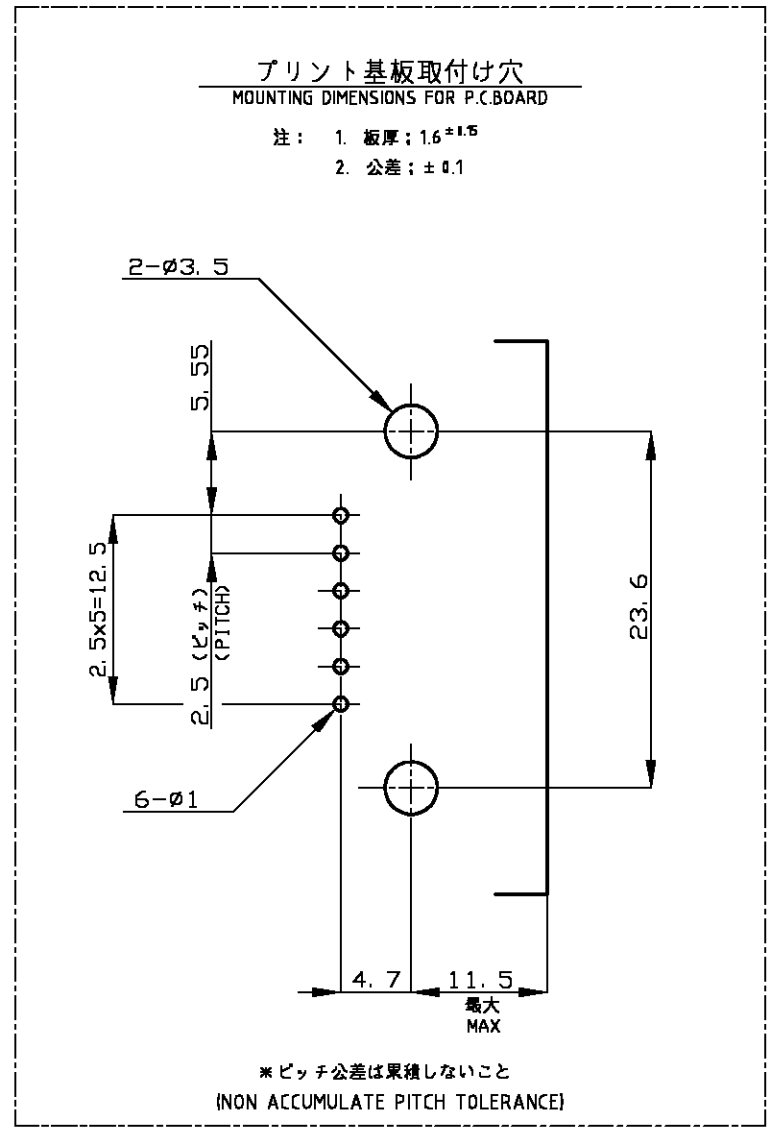 プリント基板取付け穴
MOUNTING DIMENSIONS FOR P.C.BOARD
注: 1. 板厚; 1.6±0.15
2. 公差; ±0.1
2-Ø3.5
5.55
2.5x5=12.5
2.5 (ピッチ)
(PITCH)
23.6
6-Ø1
4.7
11.5
最大
MAX
※ピッチ公差は累積しないこと
(NON ACCUMULATE PITCH TOLERANCE)